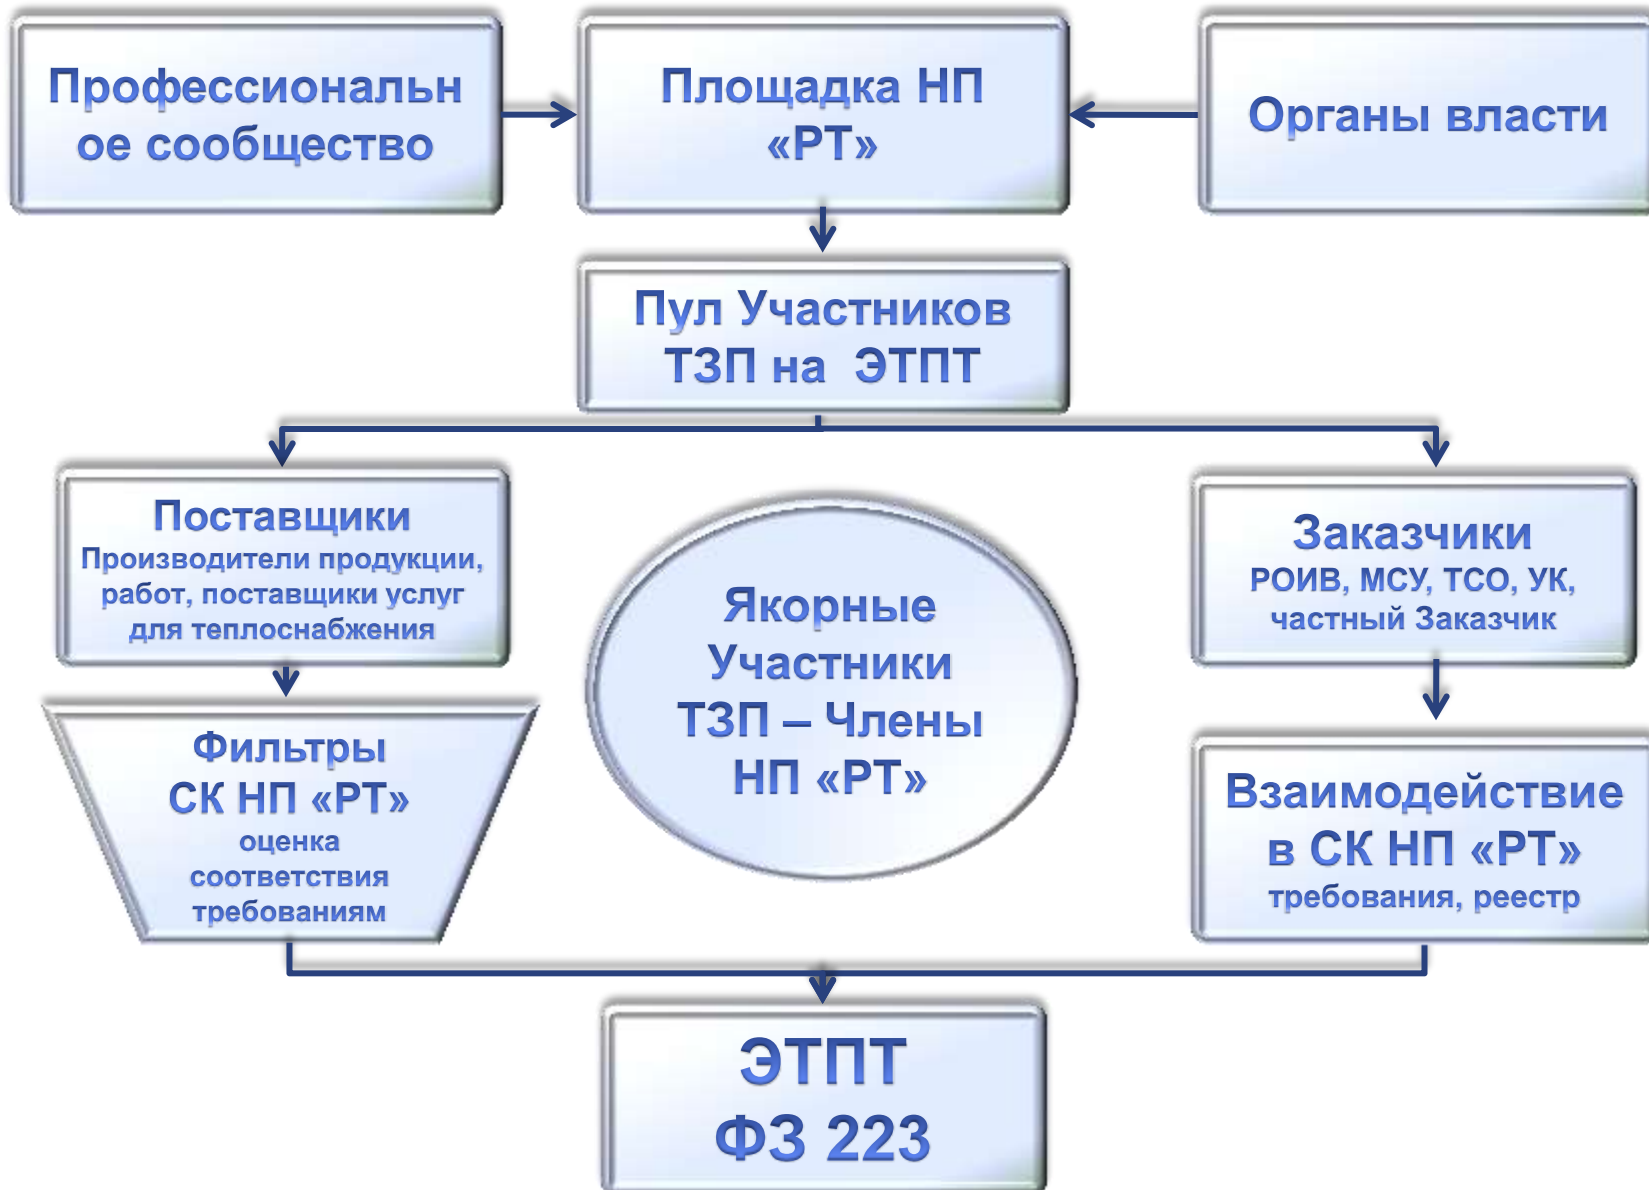 Профессиональн
ое сообщество
Площадка НП
«РТ»
Органы власти
Пул Участников
ТЗП на ЭТПТ
Поставщики
Производители продукции,
работ, поставщики услуг
для теплоснабжения
Якорные
Участники
ТЗП – Члены
НП «РТ»
Заказчики
РОИВ, МСУ, ТСО, УК,
частный Заказчик
Фильтры
СК НП «РТ»
оценка
соответствия
требованиям
Взаимодействие
в СК НП «РТ»
требования, реестр
ЭТПТ
ФЗ 223